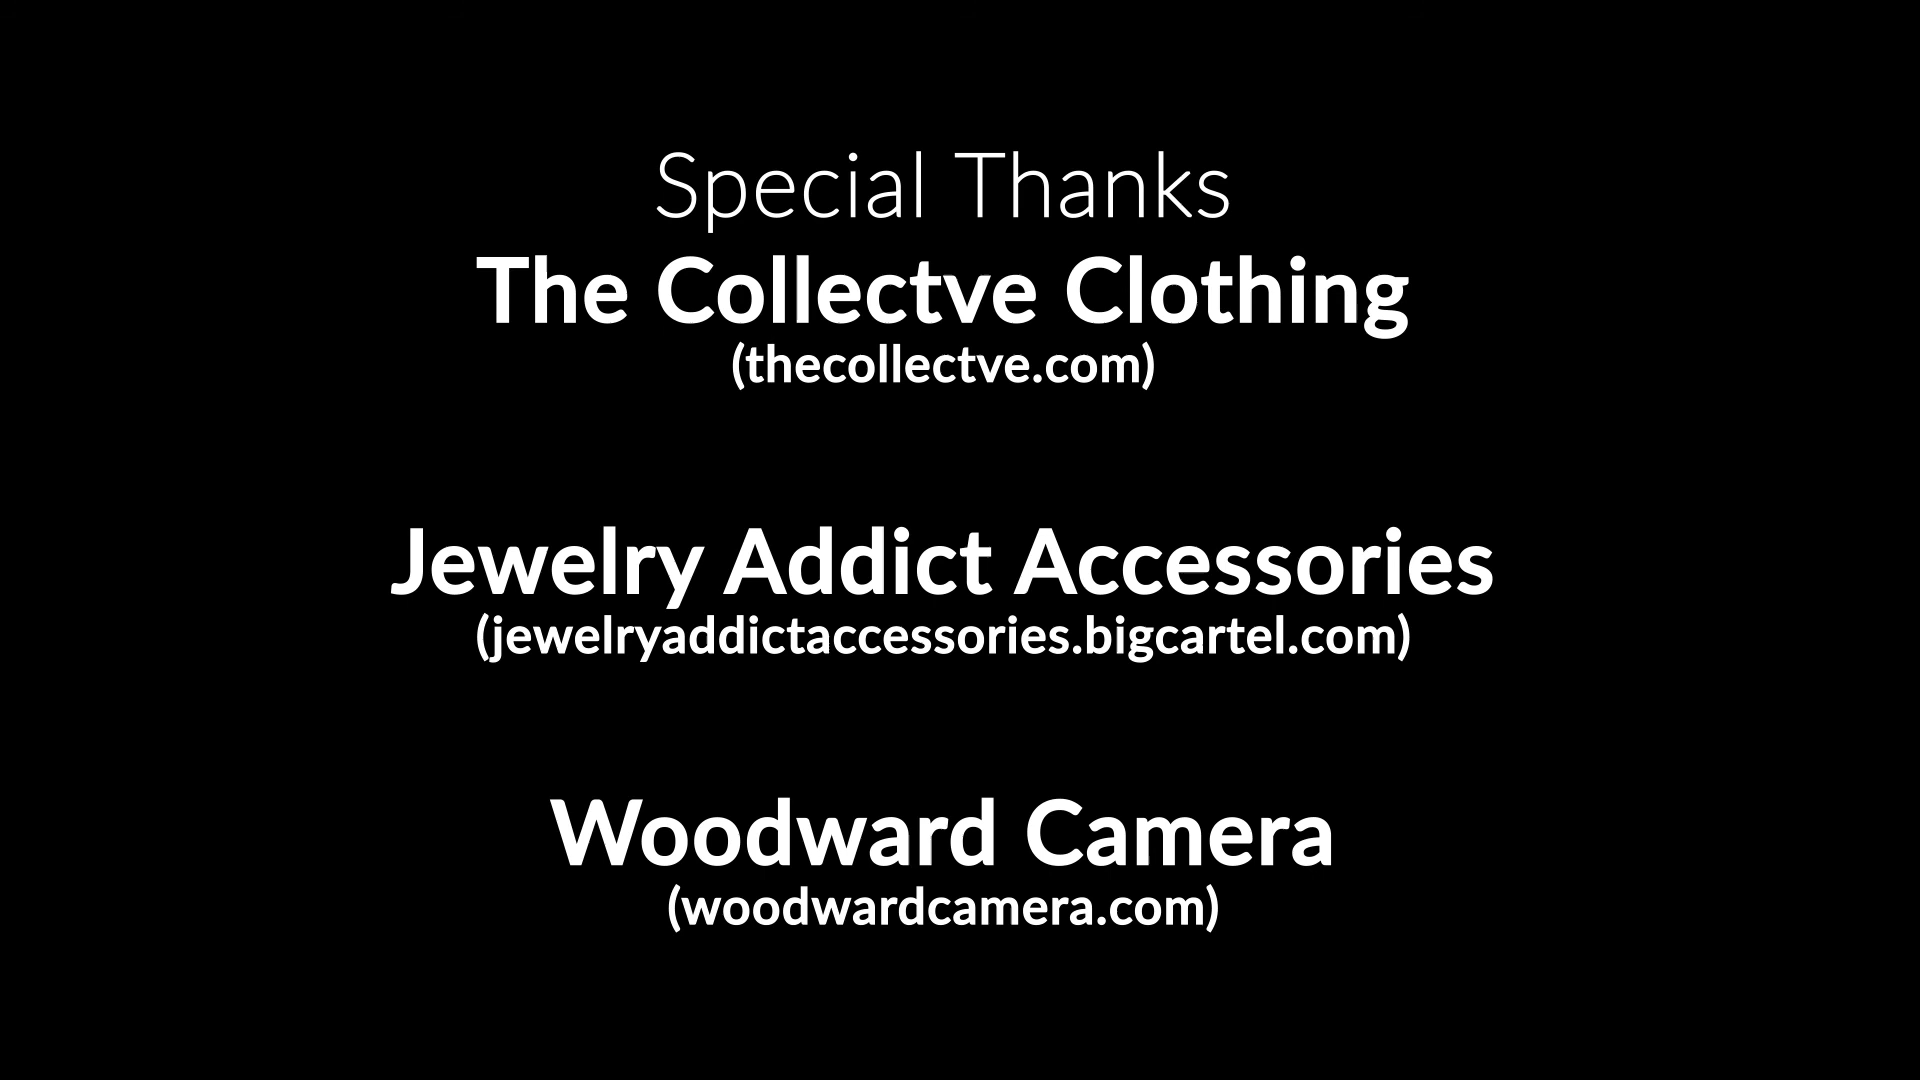 Special Thanks
The Collectve Clothing
(thecollectve.com)
Jewelry Addict Accessories
(jewelryaddictaccessories.bigcartel.com)
Woodward Camera
(woodwardcamera.com)